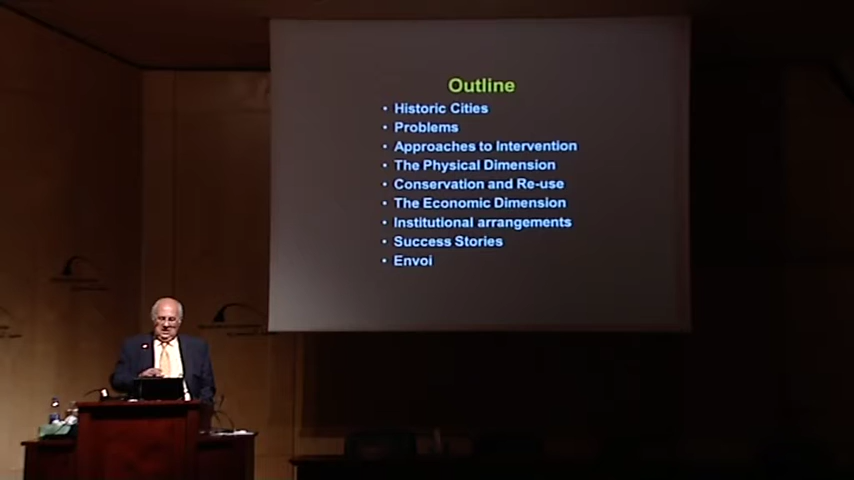 Outline
• Historic Cities
• Problems
• Approaches to Intervention
• The Physical Dimension
• Conservation and Re-use
• The Economic Dimension
• Institutional arrangements
• Success Stories
• Envoi